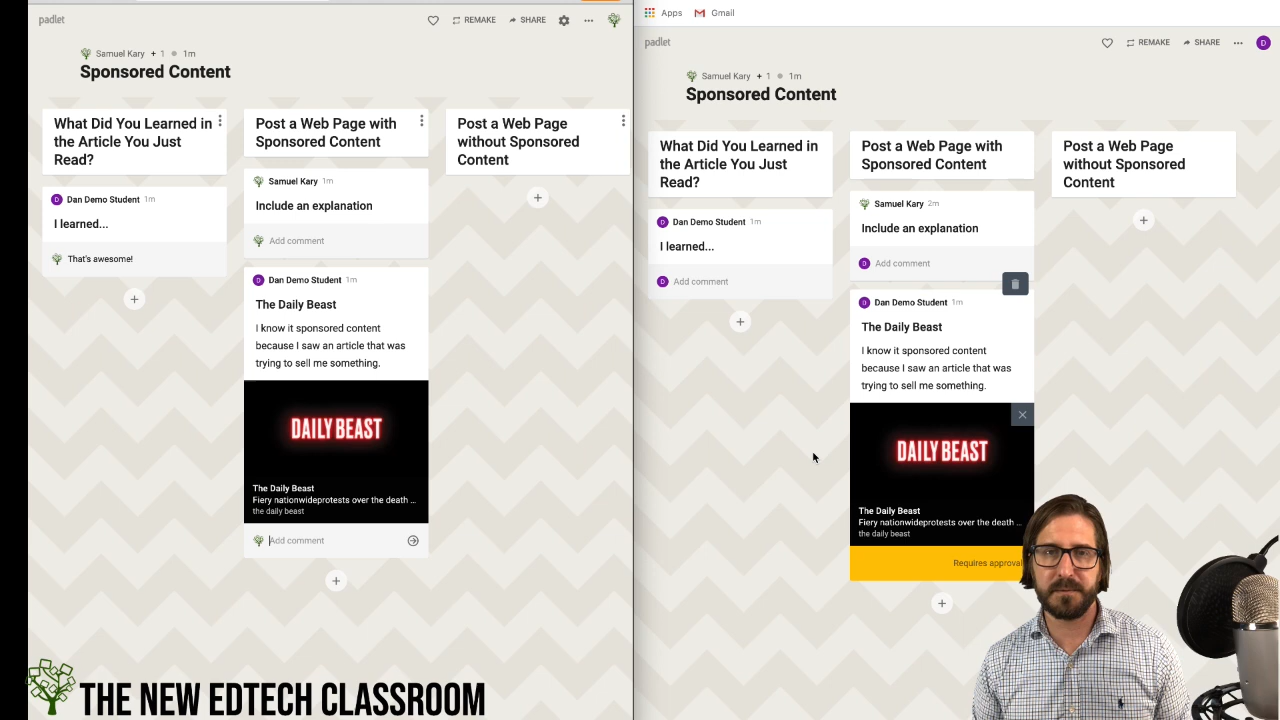 padlet
REMAKE
SHARE
Samuel Kary + 1 1m
Sponsored Content
What Did You Learned in
the Article You Just
Read?
D Dan Demo Student 1m
I learned...
That's awesome!
Post a Web Page with
Sponsored Content
Samuel Kary 1m
Include an explanation
Add comment
D Dan Demo Student 1m
The Daily Beast
I know it sponsored content
because I saw an article that was
trying to sell me something.
DAILY BEAST
The Daily Beast
Fiery nationwideprotests over the death ...
the daily beast
Add comment
Post a Web Page
without Sponsored
Content
THE NEW EDTECH CLASSROOM
Apps
Gmail
padlet
REMAKE
SHARE
D
Samuel Kary + 1 1m
Sponsored Content
What Did You Learned in
the Article You Just
Read?
D Dan Demo Student 1m
I learned...
D Add comment
Post a Web Page with
Sponsored Content
Samuel Kary 2m
Include an explanation
D Add comment
D Dan Demo Student 1m
The Daily Beast
I know it sponsored content
because I saw an article that was
trying to sell me something.
DAILY BEAST
The Daily Beast
Fiery nationwideprotests over the death ...
the daily beast
Requires approval
Post a Web Page
without Sponsored
Content